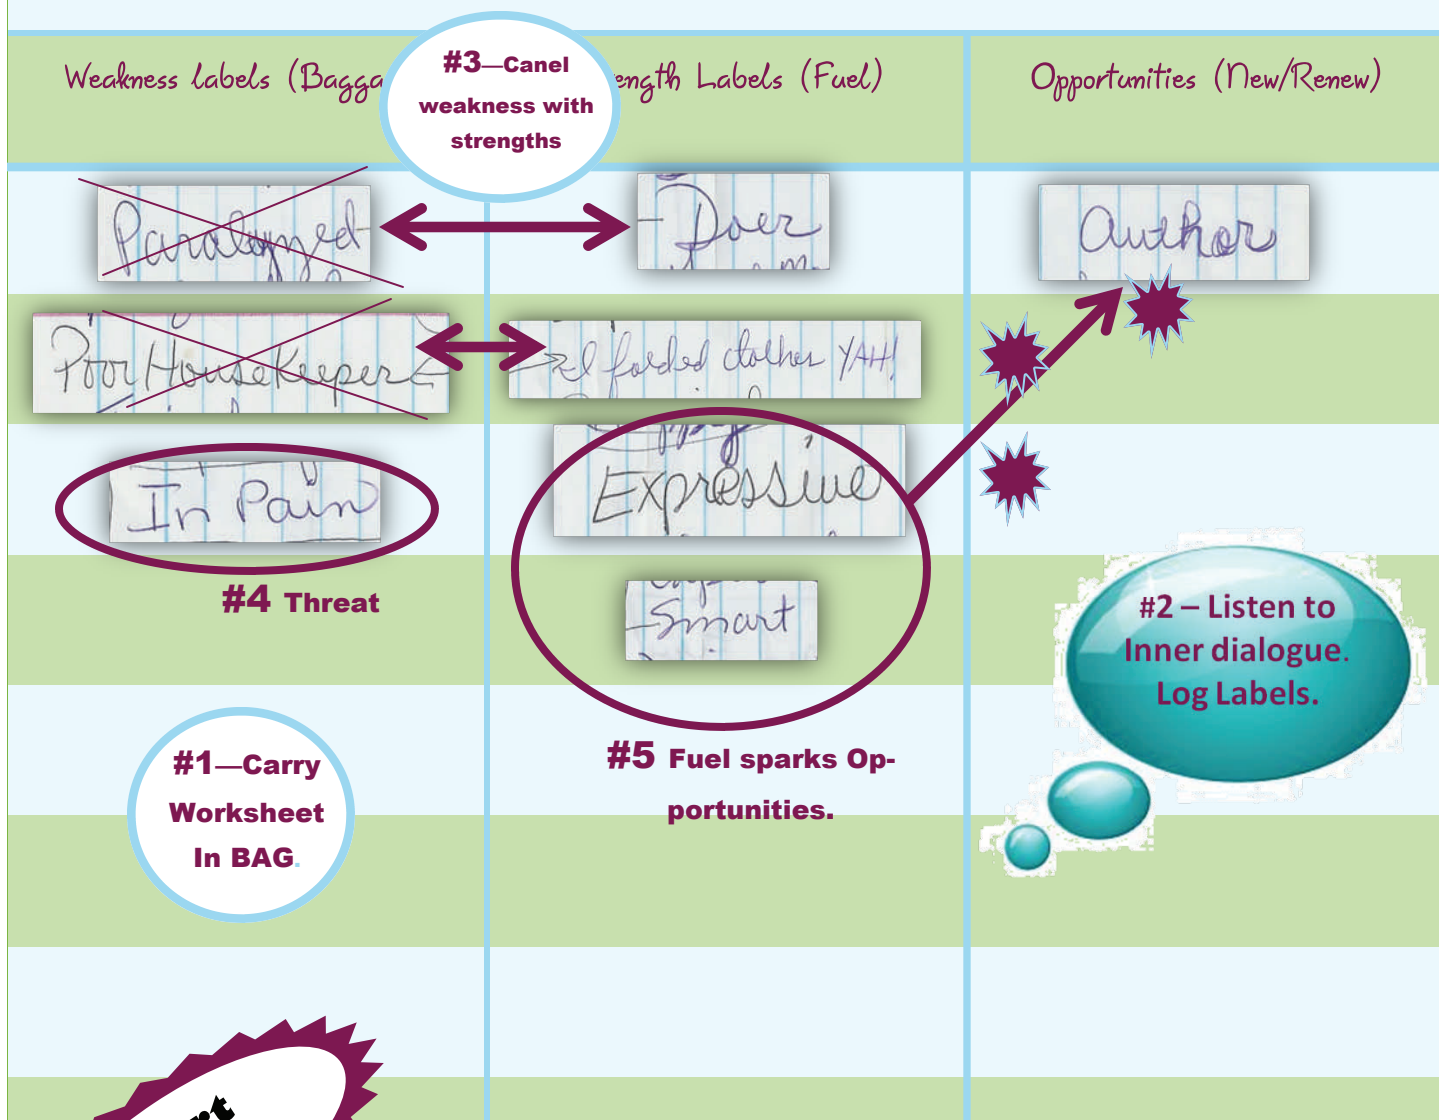 Weakness labels (Bagga
#3—Canel
weakness with
strengths
ength Labels (Fuel)
Opportunities (New/Renew)
Paralyzed
- Doer
Author
Poor HouseKeeper
I folded clothes YAH!
In Pain
Expressive
#4 Threat
Smart
#2 – Listen to
Inner dialogue.
Log Labels.
#1—Carry
Worksheet
In BAG.
#5 Fuel sparks Op-
portunities.